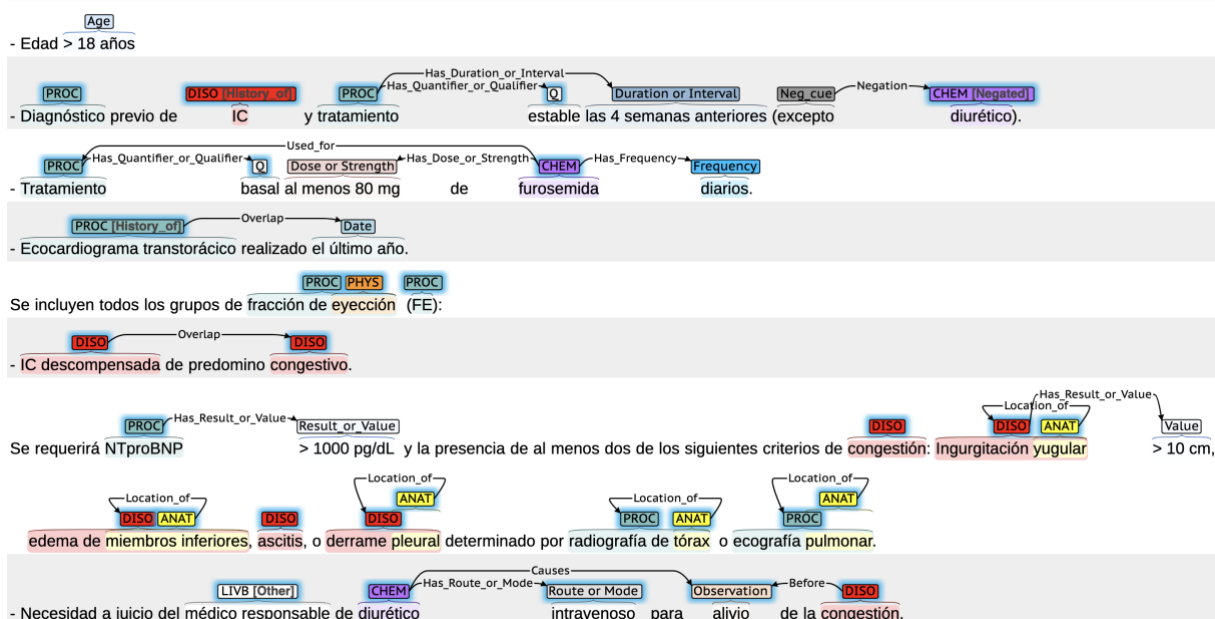 Age
- Edad > 18 años
Has_Duration_or_Interval
Has_Quantifier_or_Qualifier
PROC DISO [History_of] PROC Q Duration or Interval Neg_cue Negation CHEM [Negated]
- Diagnóstico previo de IC y tratamiento estable las 4 semanas anteriores (excepto diurético).
Used_for
PROC Has_Quantifier_or_Qualifier Q Dose or Strength Has_Dose_or_Strength CHEM Has_Frequency Frequency
- Tratamiento basal al menos 80 mg de furosemida diarios.
PROC [History_of] Overlap Date
- Ecocardiograma transtorácico realizado el último año.
PROC PHYS PROC
Se incluyen todos los grupos de fracción de eyección (FE):
DISO Overlap DISO
- IC descompensada de predomino congestivo.
Has_Result_or_Value
Location_of
PROC Has_Result_or_Value Result_or_Value DISO DISO ANAT Value
Se requerirá NTproBNP > 1000 pg/dL y la presencia de al menos dos de los siguientes criterios de congestión: Ingurgitación yugular > 10 cm,
Location_of Location_of Location_of Location_of
ANAT ANAT
DISO ANAT DISO DISO PROC ANAT PROC
edema de miembros inferiores, ascitis, o derrame pleural determinado por radiografía de tórax o ecografía pulmonar.
Causes
LIVB [Other] CHEM Has_Route_or_Mode Route or Mode Observation Before DISO
- Necesidad a juicio del médico responsable de diurético intravenoso para alivio de la congestión.